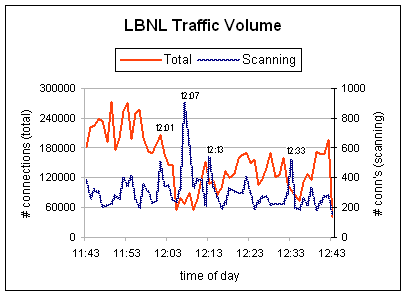 LBNL Traffic Volume
Total Scanning
# connections (total)
300000
240000
180000
120000
60000
0
12:01
12:07
12:13
12:33
1000
800
600
400
200
0
# conn's (scanning)
11:43 11:53 12:03 12:13 12:23 12:33 12:43
time of day